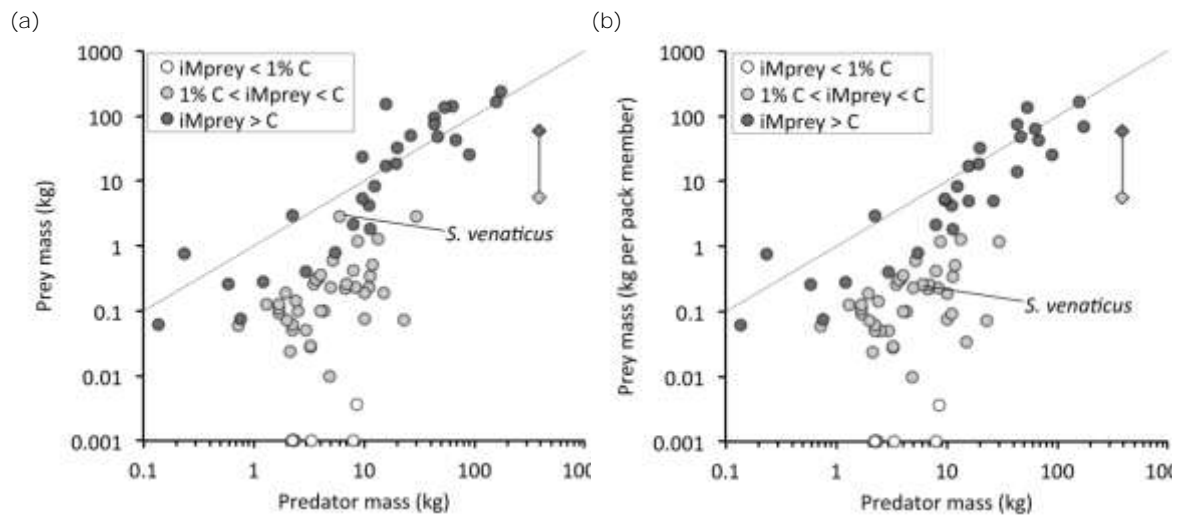 (a)
(b)
1000
100
10
1
0.1
0.01
0.001
Prey mass (kg)
iMprey < 1% C
1% C < iMprey < C
iMprey > C
S. venaticus
0.1
1
10
100
1000
Predator mass (kg)
1000
100
10
1
0.1
0.01
0.001
Prey mass (kg per pack member)
iMprey < 1% C
1% C < iMprey < C
iMprey > C
S. venaticus
0.1
1
10
100
100
Predator mass (kg)